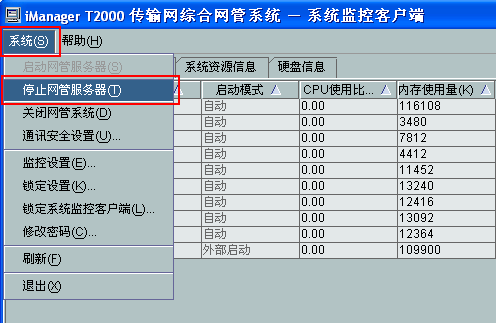 iManager T2000 传输网综合网管系统 — 系统监控客户端
系统(S) 帮助(H)
启动网管服务器(S)
停止网管服务器(T)
关闭网管系统(D)
通讯安全设置(U)...
监控设置(E)...
锁定设置(K)...
锁定系统监控客户端(L)...
修改密码(C)...
刷新(F)
退出(X)
系统资源信息 硬盘信息
启动模式 CPU使用比... 内存使用量(K)
自动 0.00 116108
自动 0.00 3480
自动 0.00 7812
自动 0.00 4412
自动 0.00 11452
自动 0.00 13240
自动 0.00 12416
自动 0.00 13092
自动 0.00 12364
外部启动 0.00 109900